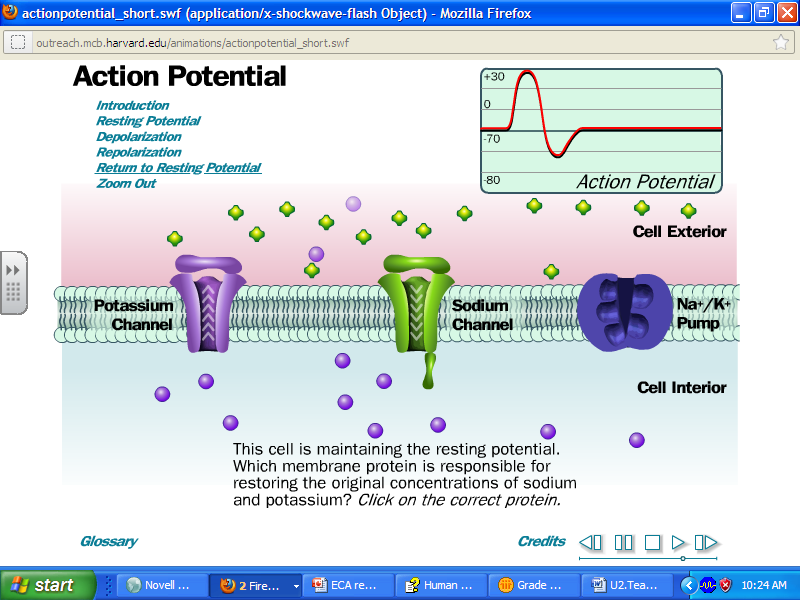 actionpotential_short.swf (application/x-shockwave-flash Object) - Mozilla Firefox
outreach.mcb.harvard.edu/animations/actionpotential_short.swf
Action Potential
Introduction
Resting Potential
Depolarization
Repolarization
Return to Resting Potential
Zoom Out
+30
0
-70
-80
Action Potential
Cell Exterior
Potassium
Channel
Sodium
Channel
Na+/K+
Pump
Cell Interior
This cell is maintaining the resting potential.
Which membrane protein is responsible for
restoring the original concentrations of sodium
and potassium? Click on the correct protein.
Glossary
Credits
start
Novell ...
2 Fire...
ECA re...
Human ...
Grade ...
U2.Tea...
10:24 AM